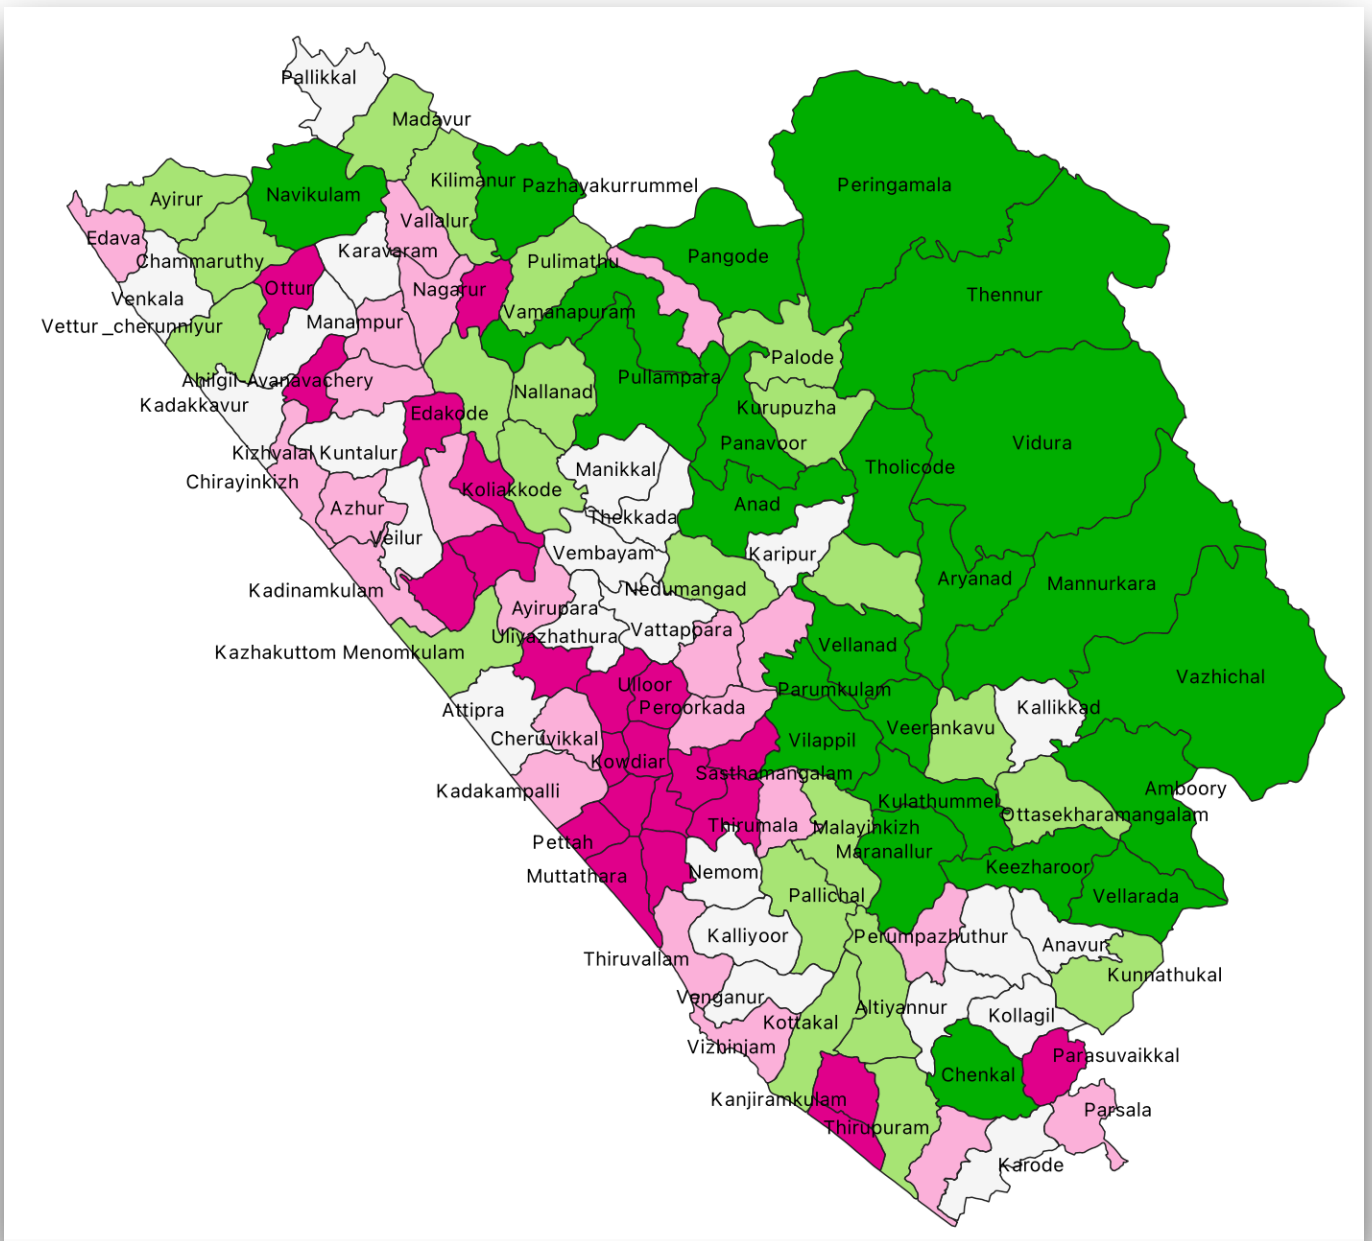 Pallikkal
Madavur
Kilimanur
Pazhayakurrummel
Peringamala
Ayirur
Navikulam
Vallalur
Edava
Karavaram
Pangode
Chammaruthy
Pulimathu
Venkala
Ottur
Nagarur
Thennur
Vamanapuram
Vettur_cherunniyur
Manampur
Palode
Ahilgil-Avanavachery
Pullampara
Nallanad
Kadakkavur
Edakode
Kurupuzha
Panavoor
Vidura
Kizhvalal
Kuntalur
Manikkal
Tholicode
Chirayinkizh
Koliakkode
Azhur
Thekkada
Anad
Veilur
Vembayam
Karipur
Aryanad
Mannurkara
Kadinamkulam
Nedumangad
Ayirupara
Uliyazhathura
Vattappara
Vellanad
Kazhakuttom Menomkulam
Vazhichal
Ulloor
Parumkulam
Attipra
Peroorkada
Kallikkad
Cheruvikkal
Vilappil
Veerankavu
Kowdiar
Sasthamangalam
Kadakampalli
Amboory
Kulathummel
Ottasekharamangalam
Thirumala
Malayinkizh
Pettah
Maranallur
Muttathara
Nemom
Keezharoor
Pallichal
Vellarada
Kalliyoor
Perumpazhuthur
Anavur
Thiruvallam
Kunnathukal
Venganur
Altiyannur
Kottakal
Kollagil
Vizhinjam
Parasuvaikkal
Chenkal
Kanjiramkulam
Parsala
Thirupuram
Karode